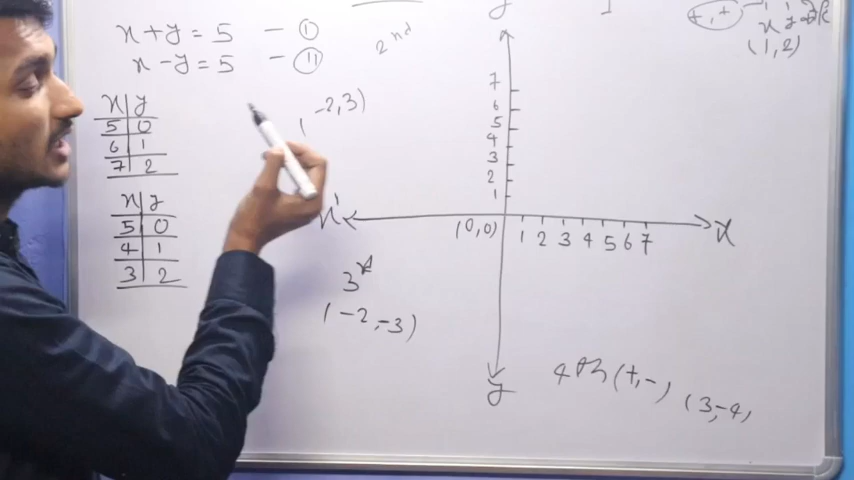 x + y = 5 - (1)
x - y = 5 - (11)
x | y
5 | 0
6 | 1
7 | 2
x | y
5 | 0
4 | 1
3 | 2
2nd
(-2,3)
+,+
x y
(1,2)
y
7
6
5
4
3
2
1
x'
(0,0)
1 2 3 4 5 6 7
x
(-2,-3)
y
4th (+,-)
(3,-4,